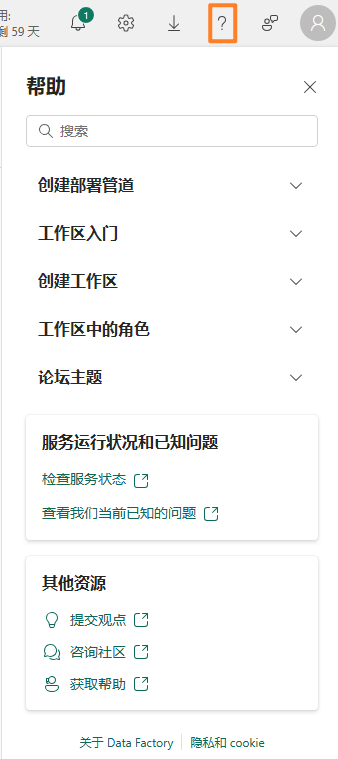 用:
剩 59 天
1
?
帮助
搜索
创建部署管道
工作区入门
创建工作区
工作区中的角色
论坛主题
服务运行状况和已知问题
检查服务状态
查看我们当前已知的问题
其他资源
提交观点
咨询社区
获取帮助
关于 Data Factory 隐私和 cookie